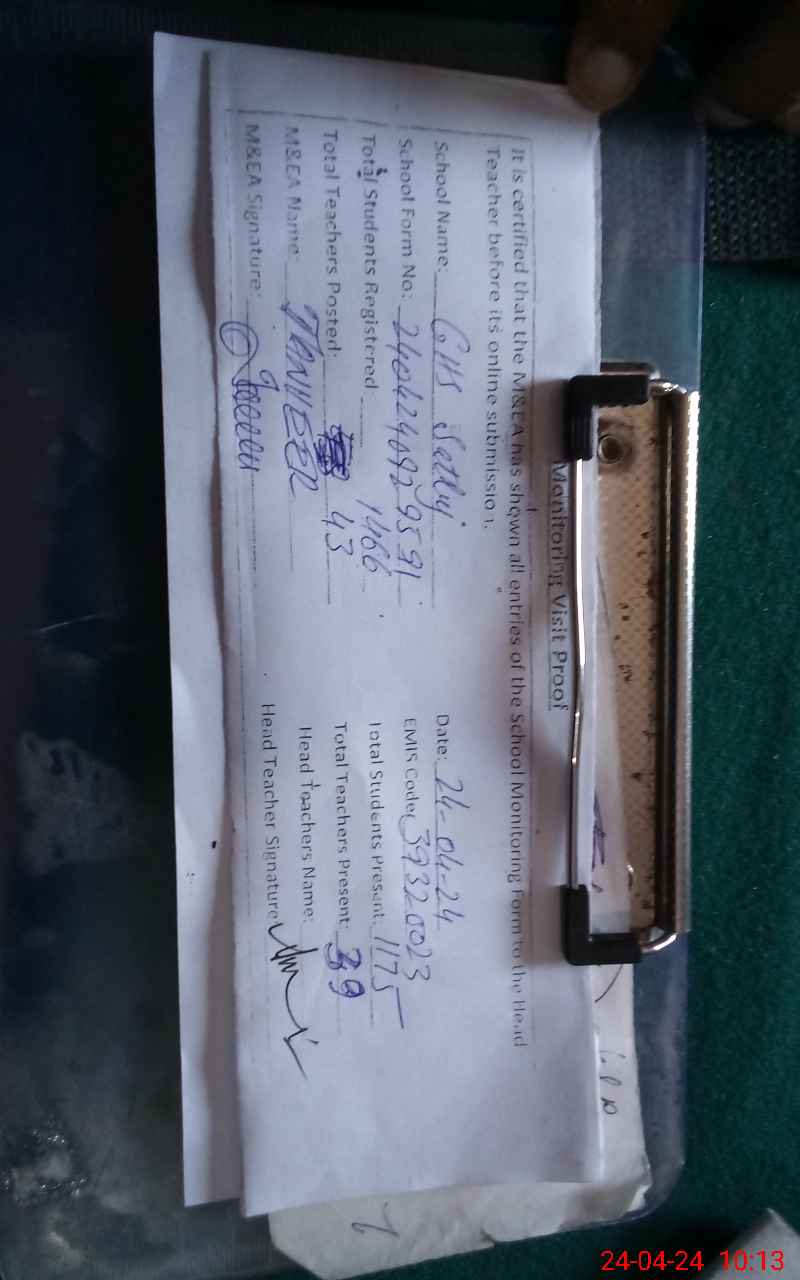 Monitoring Visit Proof
It is certified that the M&EA has shown all entries of the School Monitoring Form to the Head
Teacher before its online submission.
School Name: GHS Date: 24-04-24
School Form No: 2404240929591 EMIS Code: 39320023
Total Students Registered 1466 Total Students Present: 1175
Total Teachers Posted: 43 Total Teachers Present: 39
M&EA Name: TANVEER Head Teachers Name:
M&EA Signature: Head Teacher Signature
24-04-24 10:13